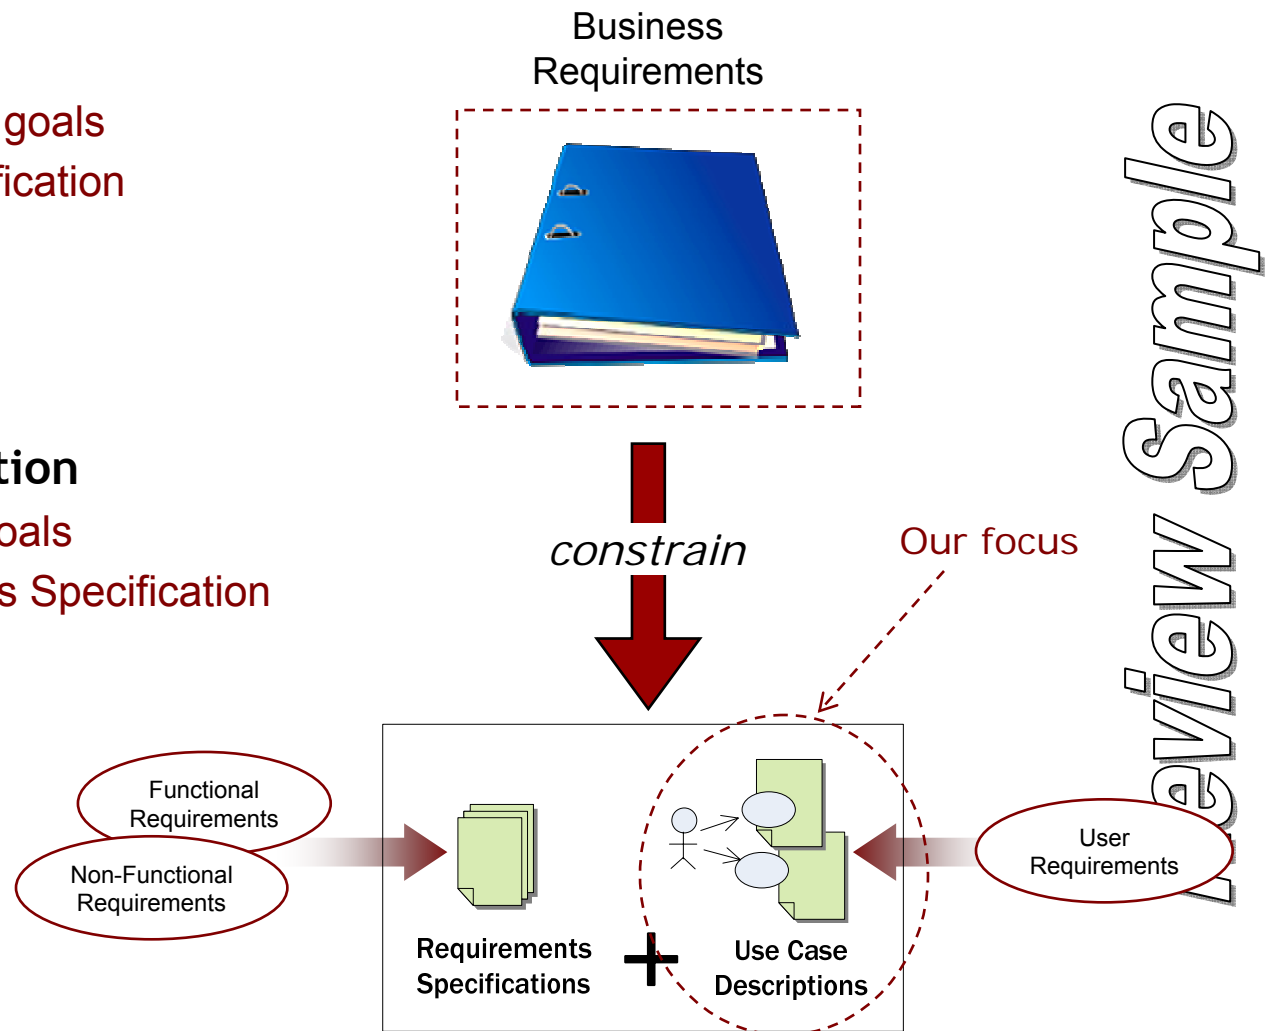 Business
Requirements
goals
fication
tion
oals
s Specification
constrain
Our focus
Functional
Requirements
Non-Functional
Requirements
User
Requirements
Requirements
Specifications
+
Use Case
Descriptions
eview Sample